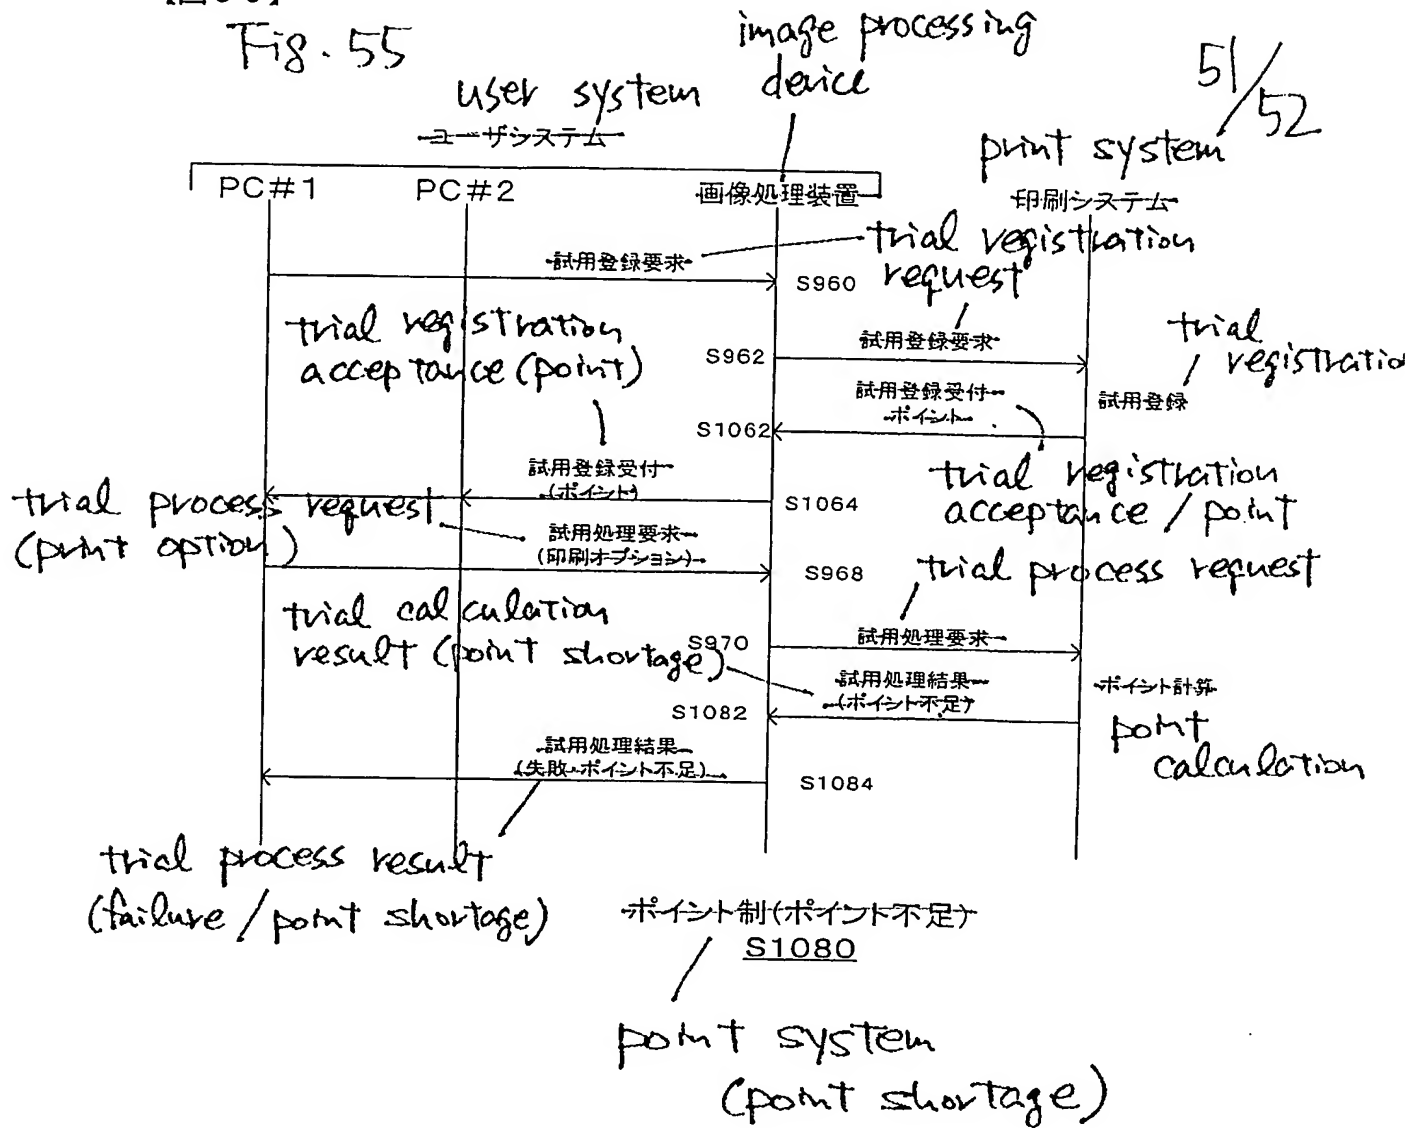 Fig. 55
image processing
device
51/52
user system
ユーザシステム
print system
PC#1
PC#2
画像処理装置
印刷システム
試用登録要求
trial registration
request
S960
trial registration
acceptance (point)
S962
試用登録要求
trial
registratio
試用登録受付
ポイント
試用登録
S1062
試用登録受付
(ポイント)
trial registration
acceptance / point
S1064
trial process request
(print option)
試用処理要求
(印刷オプション)
S968
trial process request
trial calculation
result (point shortage)
S970
試用処理要求
試用処理結果
(ポイント不足)
ポイント計算
S1082
point
calculation
試用処理結果
(失敗・ポイント不足)
S1084
trial process result
(failure / point shortage)
ポイント制(ポイント不足)
S1080
point system
(point shortage)